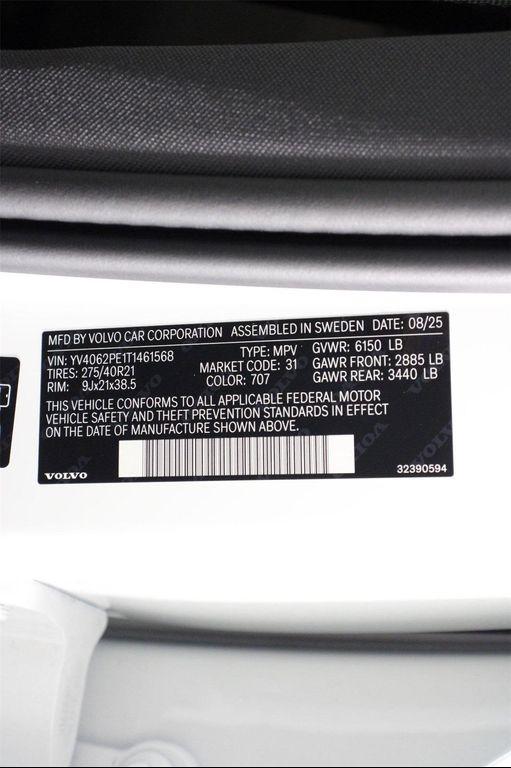 MFD BY VOLVO CAR CORPORATION ASSEMBLED IN SWEDEN DATE: 08/25
VIN: YV4062PE1T1461568 TYPE: MPV GVWR: 6150 LB
TIRES: 275/40R21 MARKET CODE: 31 GAWR FRONT: 2885 LB
RIM: 9Jx21x38.5 COLOR: 707 GAWR REAR: 3440 LB
THIS VEHICLE CONFORMS TO ALL APPLICABLE FEDERAL MOTOR
VEHICLE SAFETY AND THEFT PREVENTION STANDARDS IN EFFECT
ON THE DATE OF MANUFACTURE SHOWN ABOVE.
VOLVO 32390594